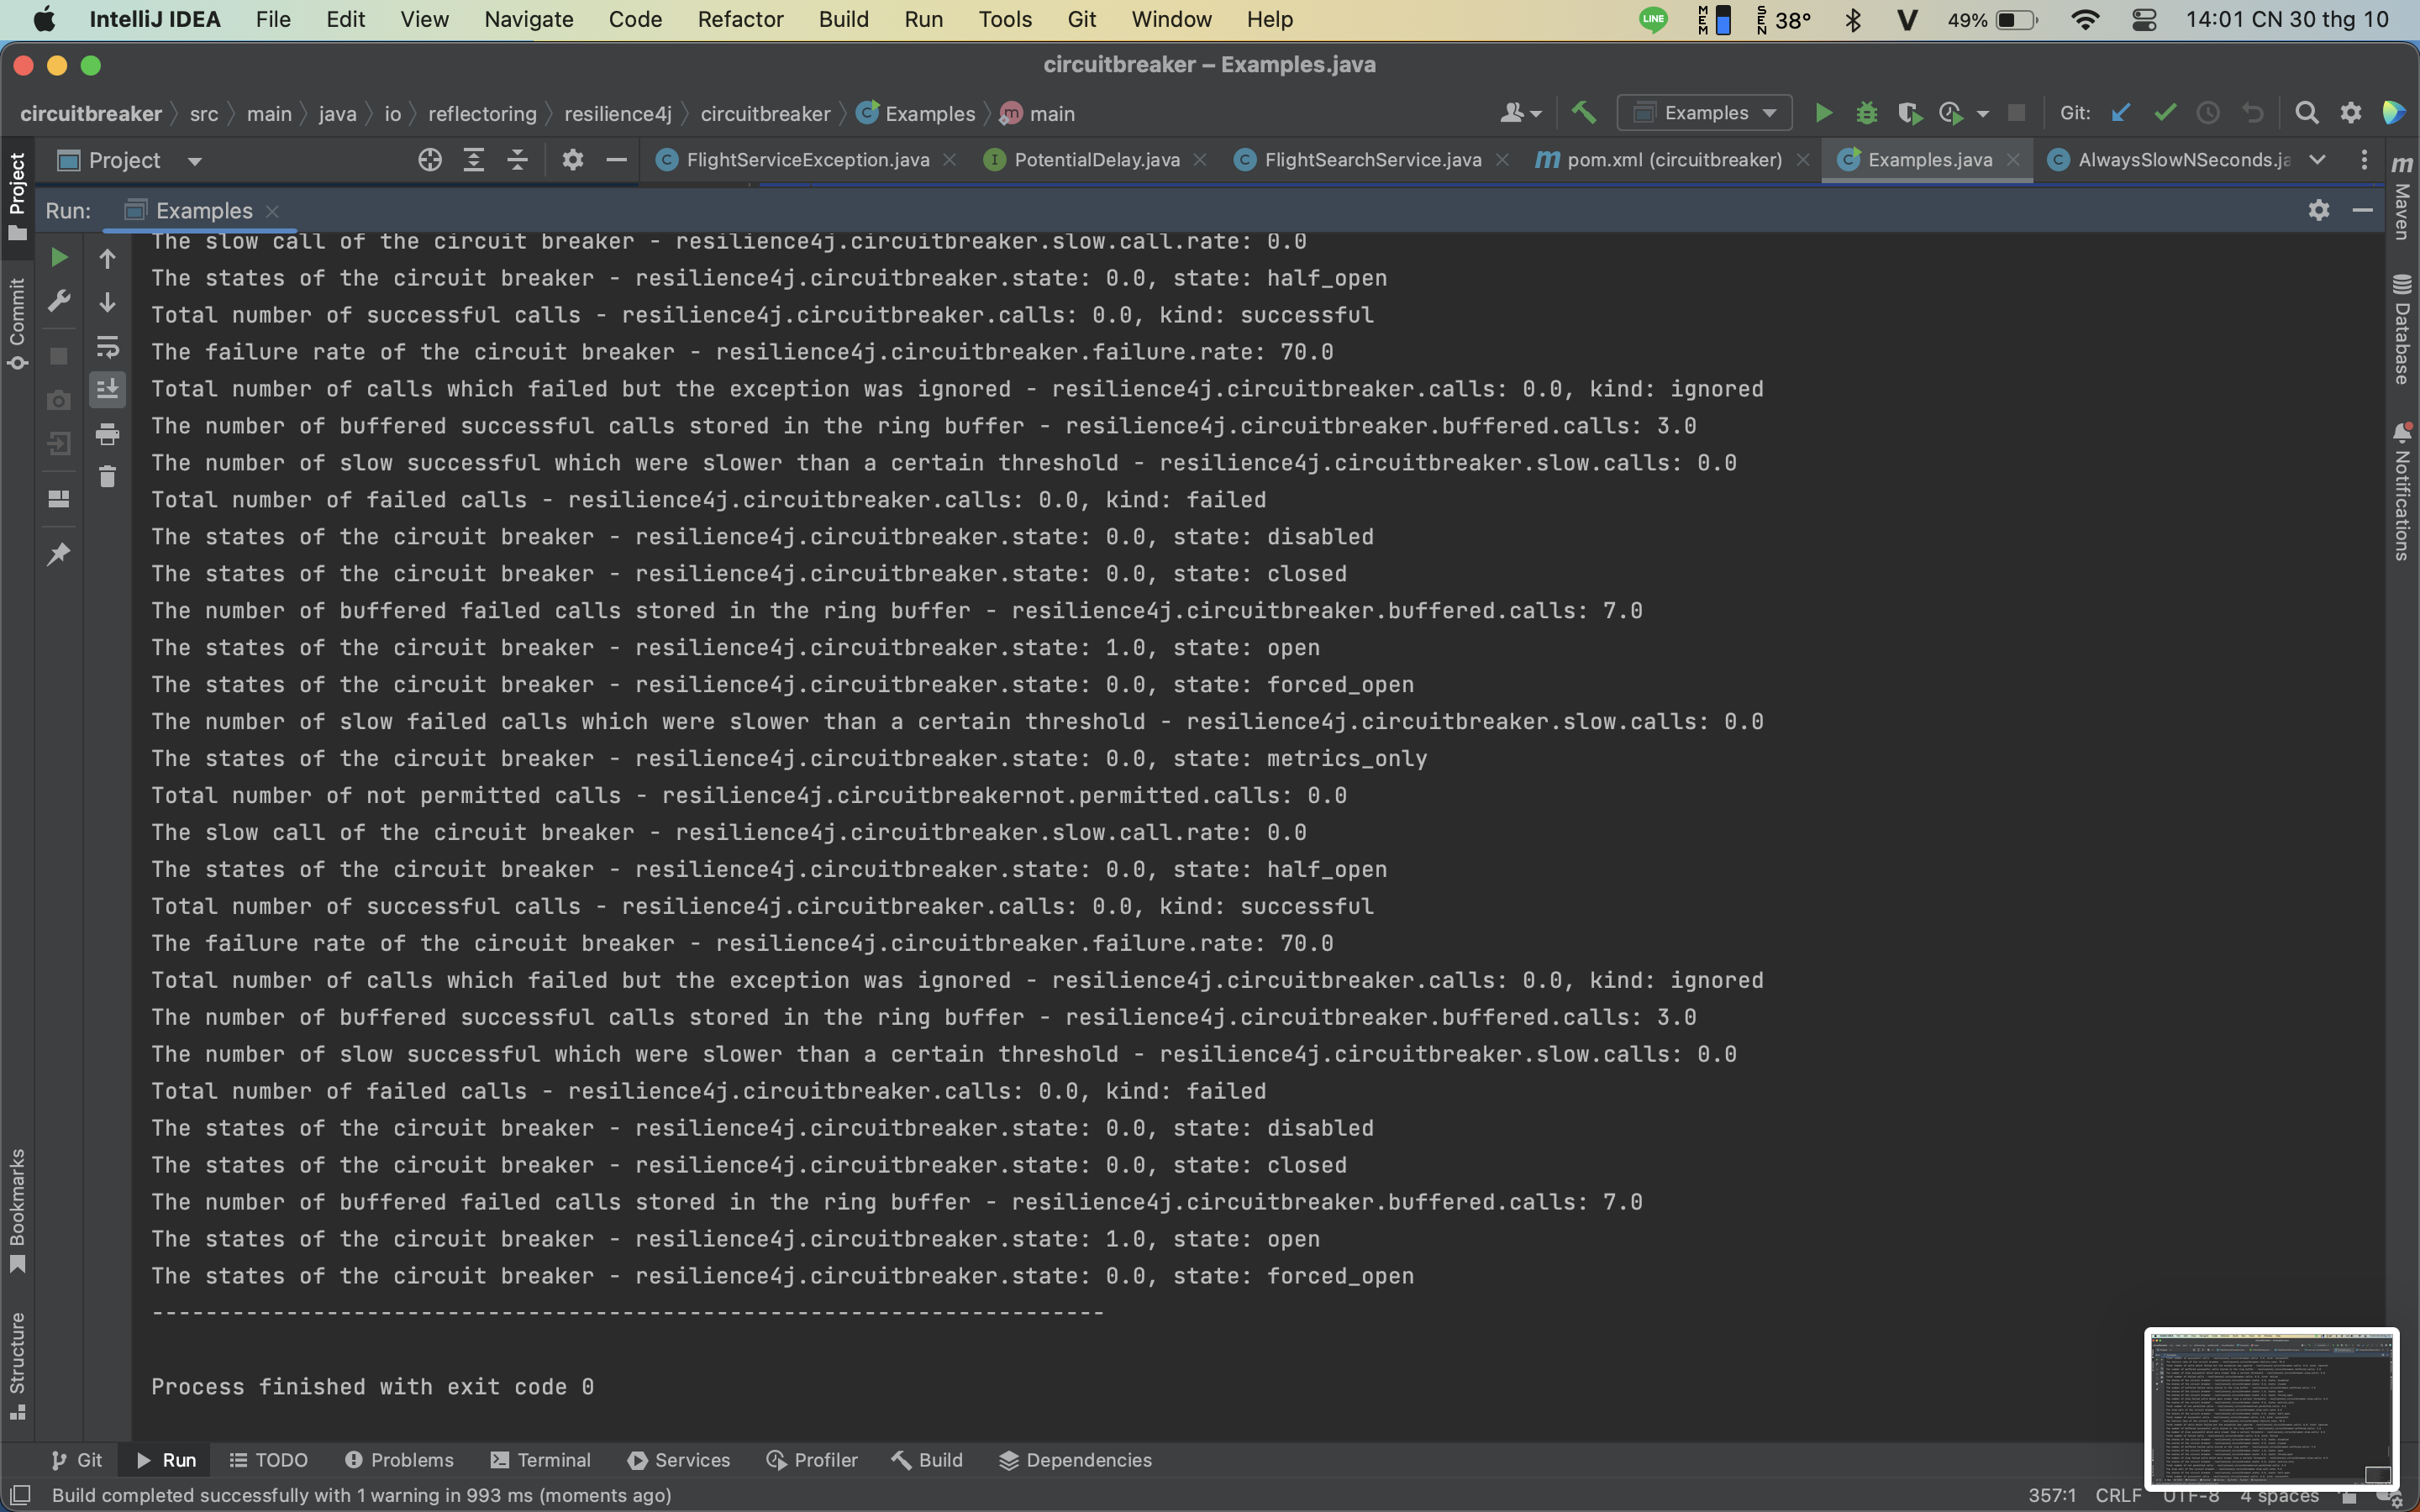 IntelliJ IDEA File Edit View Navigate Code Refactor Build Run Tools Git Window Help LINE MEM SEN 38° V 49% 14:01 CN 30 thg 10
circuitbreaker – Examples.java
circuitbreaker src main java io reflectoring resilience4j circuitbreaker Examples main Examples Git:
Project FlightServiceException.java PotentialDelay.java FlightSearchService.java pom.xml (circuitbreaker) Examples.java AlwaysSlowNSeconds.ja
Run: Examples
The slow call of the circuit breaker - resilience4j.circuitbreaker.slow.call.rate: 0.0
The states of the circuit breaker - resilience4j.circuitbreaker.state: 0.0, state: half_open
Total number of successful calls - resilience4j.circuitbreaker.calls: 0.0, kind: successful
The failure rate of the circuit breaker - resilience4j.circuitbreaker.failure.rate: 70.0
Total number of calls which failed but the exception was ignored - resilience4j.circuitbreaker.calls: 0.0, kind: ignored
The number of buffered successful calls stored in the ring buffer - resilience4j.circuitbreaker.buffered.calls: 3.0
The number of slow successful which were slower than a certain threshold - resilience4j.circuitbreaker.slow.calls: 0.0
Total number of failed calls - resilience4j.circuitbreaker.calls: 0.0, kind: failed
The states of the circuit breaker - resilience4j.circuitbreaker.state: 0.0, state: disabled
The states of the circuit breaker - resilience4j.circuitbreaker.state: 0.0, state: closed
The number of buffered failed calls stored in the ring buffer - resilience4j.circuitbreaker.buffered.calls: 7.0
The states of the circuit breaker - resilience4j.circuitbreaker.state: 1.0, state: open
The states of the circuit breaker - resilience4j.circuitbreaker.state: 0.0, state: forced_open
The number of slow failed calls which were slower than a certain threshold - resilience4j.circuitbreaker.slow.calls: 0.0
The states of the circuit breaker - resilience4j.circuitbreaker.state: 0.0, state: metrics_only
Total number of not permitted calls - resilience4j.circuitbreakernot.permitted.calls: 0.0
The slow call of the circuit breaker - resilience4j.circuitbreaker.slow.call.rate: 0.0
The states of the circuit breaker - resilience4j.circuitbreaker.state: 0.0, state: half_open
Total number of successful calls - resilience4j.circuitbreaker.calls: 0.0, kind: successful
The failure rate of the circuit breaker - resilience4j.circuitbreaker.failure.rate: 70.0
Total number of calls which failed but the exception was ignored - resilience4j.circuitbreaker.calls: 0.0, kind: ignored
The number of buffered successful calls stored in the ring buffer - resilience4j.circuitbreaker.buffered.calls: 3.0
The number of slow successful which were slower than a certain threshold - resilience4j.circuitbreaker.slow.calls: 0.0
Total number of failed calls - resilience4j.circuitbreaker.calls: 0.0, kind: failed
The states of the circuit breaker - resilience4j.circuitbreaker.state: 0.0, state: disabled
The states of the circuit breaker - resilience4j.circuitbreaker.state: 0.0, state: closed
The number of buffered failed calls stored in the ring buffer - resilience4j.circuitbreaker.buffered.calls: 7.0
The states of the circuit breaker - resilience4j.circuitbreaker.state: 1.0, state: open
The states of the circuit breaker - resilience4j.circuitbreaker.state: 0.0, state: forced_open
-----------------------------------------------------------------------
Process finished with exit code 0
Project
Commit
Bookmarks
Structure
Maven
Database
Notifications
Git Run TODO Problems Terminal Services Profiler Build Dependencies
Build completed successfully with 1 warning in 993 ms (moments ago) 357:1 CRLF UTF-8 4 spaces